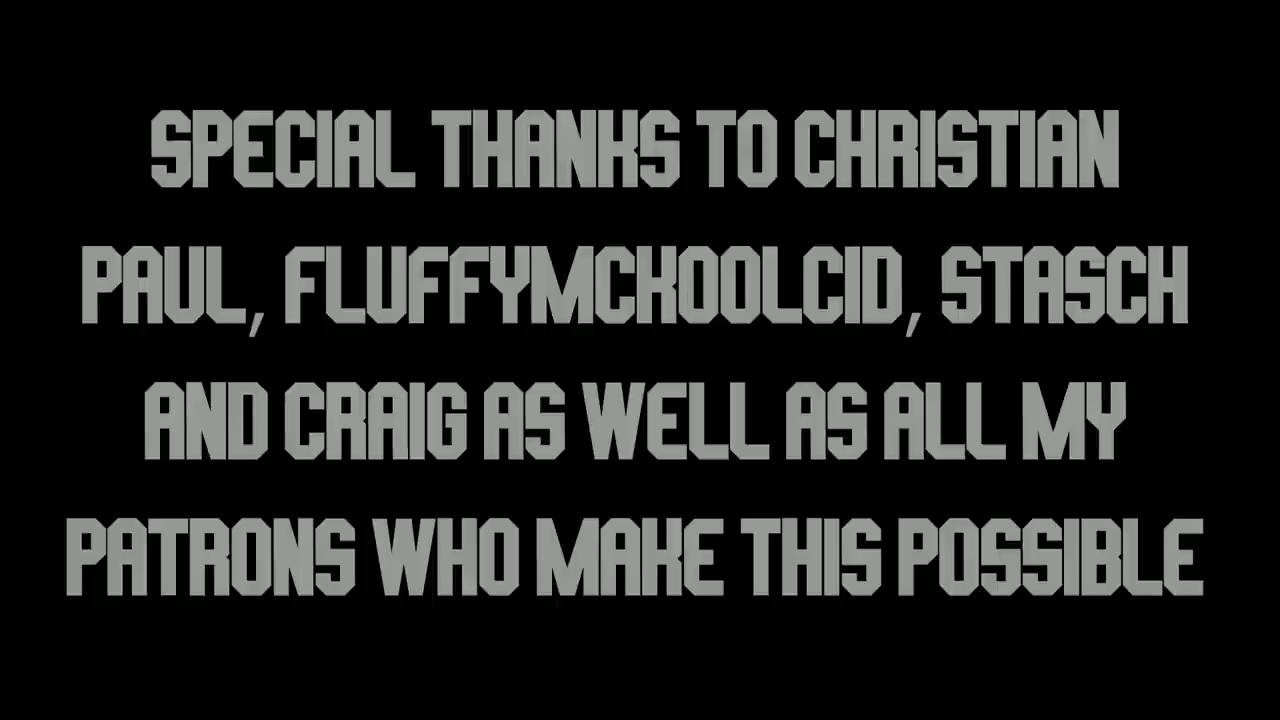 SPECIAL THANKS TO CHRISTIAN
PAUL, FLUFFYMCKOOLCID, STASCH
AND CRAIG AS WELL AS ALL MY
PATRONS WHO MAKE THIS POSSIBLE